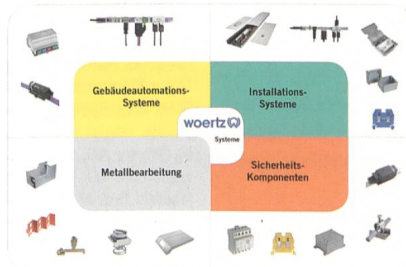 Gebäudeautomations-
Systeme
Installations-
Systeme
woertz
Systeme
Metallbearbeitung
Sicherheits-
Komponenten